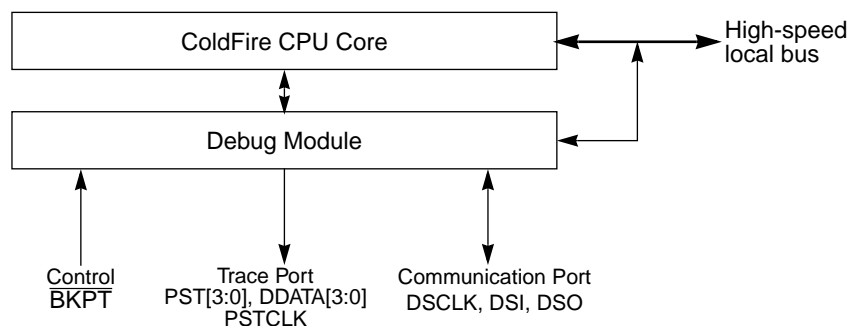 ColdFire CPU Core
High-speed
local bus
Debug Module
Control
BKPT
Trace Port
PST[3:0], DDATA[3:0]
PSTCLK
Communication Port
DSCLK, DSI, DSO